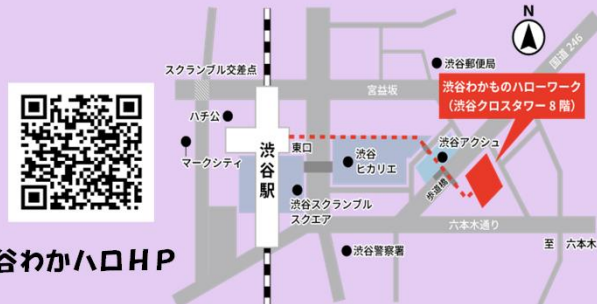 N
国道 246
渋谷郵便局
スクランブル交差点
宮益坂
渋谷わかものハローワーク
（渋谷クロスタワー 8 階）
ハチ公
マークシティ
渋谷駅
東口
渋谷
ヒカリエ
渋谷アクシュ
歩道橋
渋谷スクランブル
スクエア
六本木通り
渋谷警察署
至 六本木
谷わかハロＨＰ